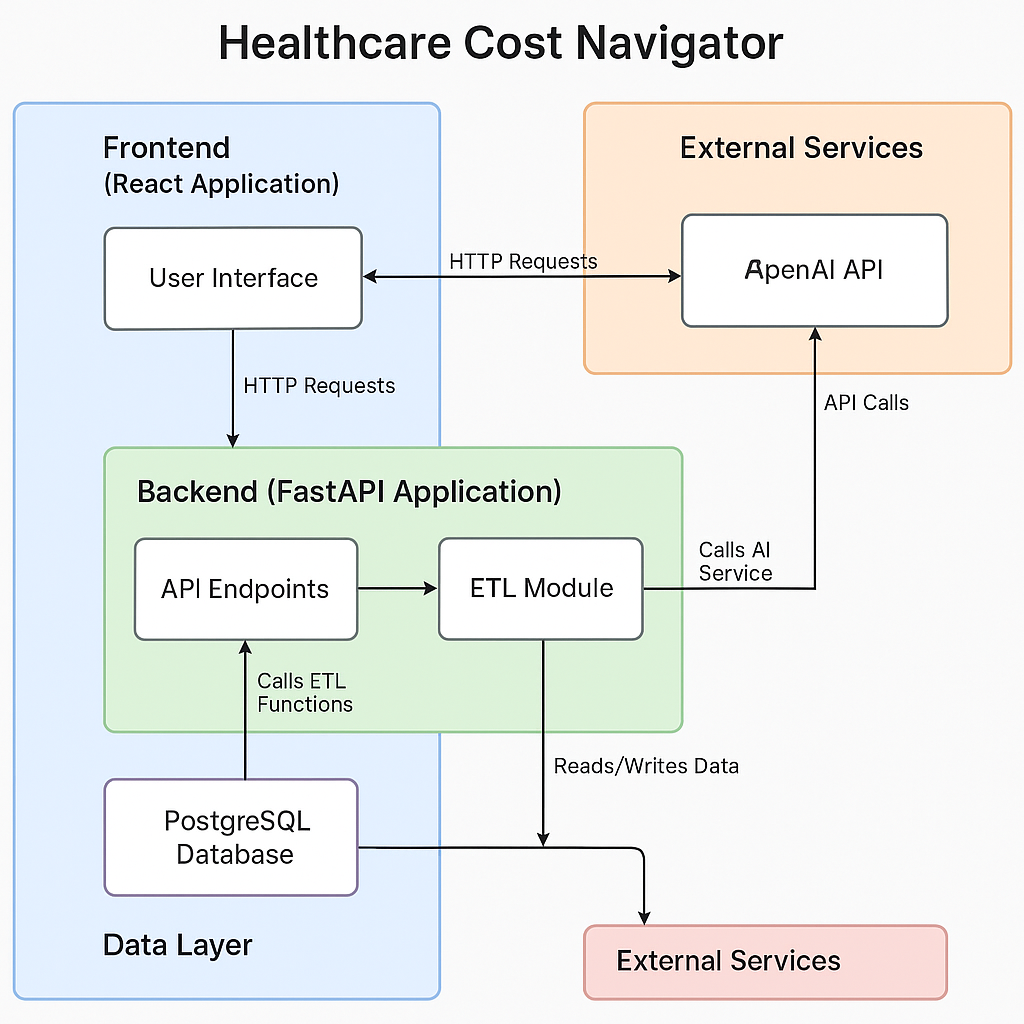 Healthcare Cost Navigator
Frontend
(React Application)
External Services
User Interface
HTTP Requests
API
HTTP Requests
API Calls
Backend (FastAPI Application)
API Endpoints
ETL Module
Calls AI
Service
Calls ETL
Functions
Reads/Writes Data
PostgreSQL
Database
Data Layer
External Services